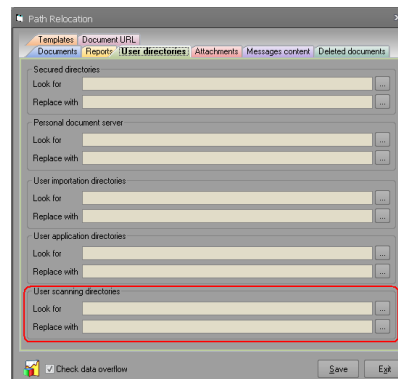 Path Relocation
Templates Document URL
Documents Reports User directories Attachments Messages content Deleted documents
Secured directories
Look for ...
Replace with ...
Personal document server
Look for ...
Replace with ...
User importation directories
Look for ...
Replace with ...
User application directories
Look for ...
Replace with ...
User scanning directories
Look for ...
Replace with ...
Check data overflow Save Exit